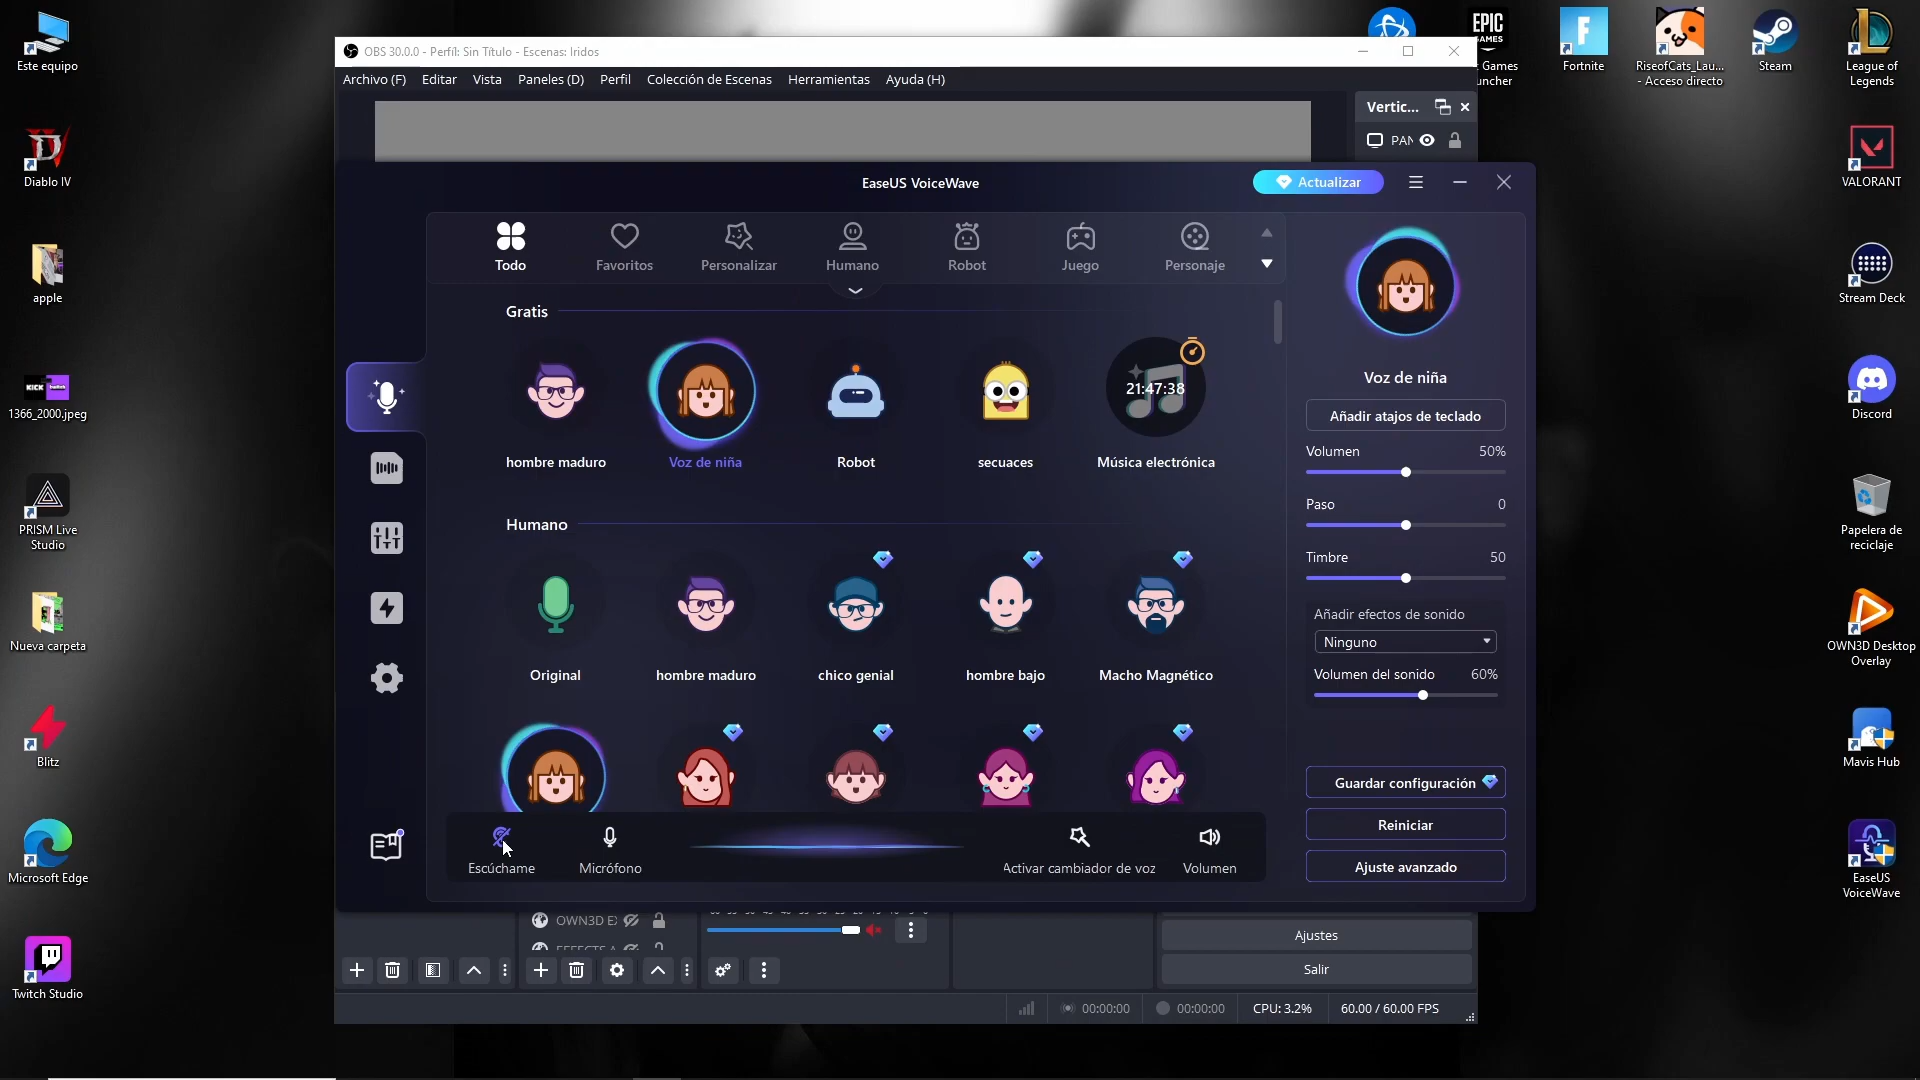 Este equipo
Diablo IV
apple
KICK twitch
1366_2000.jpeg
PRISM Live
Studio
Nueva carpeta
Blitz
Microsoft Edge
Twitch Studio
OBS 30.0.0 - Perfil: Sin Título - Escenas: Iridos
Archivo (F)
Editar
Vista
Paneles (D)
Perfil
Colección de Escenas
Herramientas
Ayuda (H)
Vertic...
PAN
EaseUS VoiceWave
Actualizar
Todo
Favoritos
Personalizar
Humano
Robot
Juego
Personaje
Gratis
21:47:38
hombre maduro
Voz de niña
Robot
secuaces
Música electrónica
Humano
Original
hombre maduro
chico genial
hombre bajo
Macho Magnético
Escúchame
Micrófono
Activar cambiador de voz
Volumen
Voz de niña
Añadir atajos de teclado
Volumen 50%
Paso 0
Timbre 50
Añadir efectos de sonido
Ninguno
Volumen del sonido 60%
Guardar configuración
Reiniciar
Ajuste avanzado
OWN3D E
Ajustes
Salir
00:00:00
00:00:00
CPU: 3.2%
60.00 / 60.00 FPS
EPIC
GAMES
Games
uncher
Fortnite
RiseofCats_Lau...
- Acceso directo
Steam
League of
Legends
VALORANT
Stream Deck
Discord
Papelera de
reciclaje
OWN3D Desktop
Overlay
Mavis Hub
EaseUS
VoiceWave